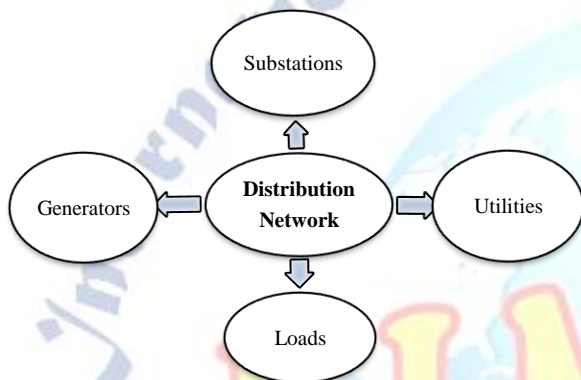 Substations
Generators
Distribution
Network
Utilities
Loads